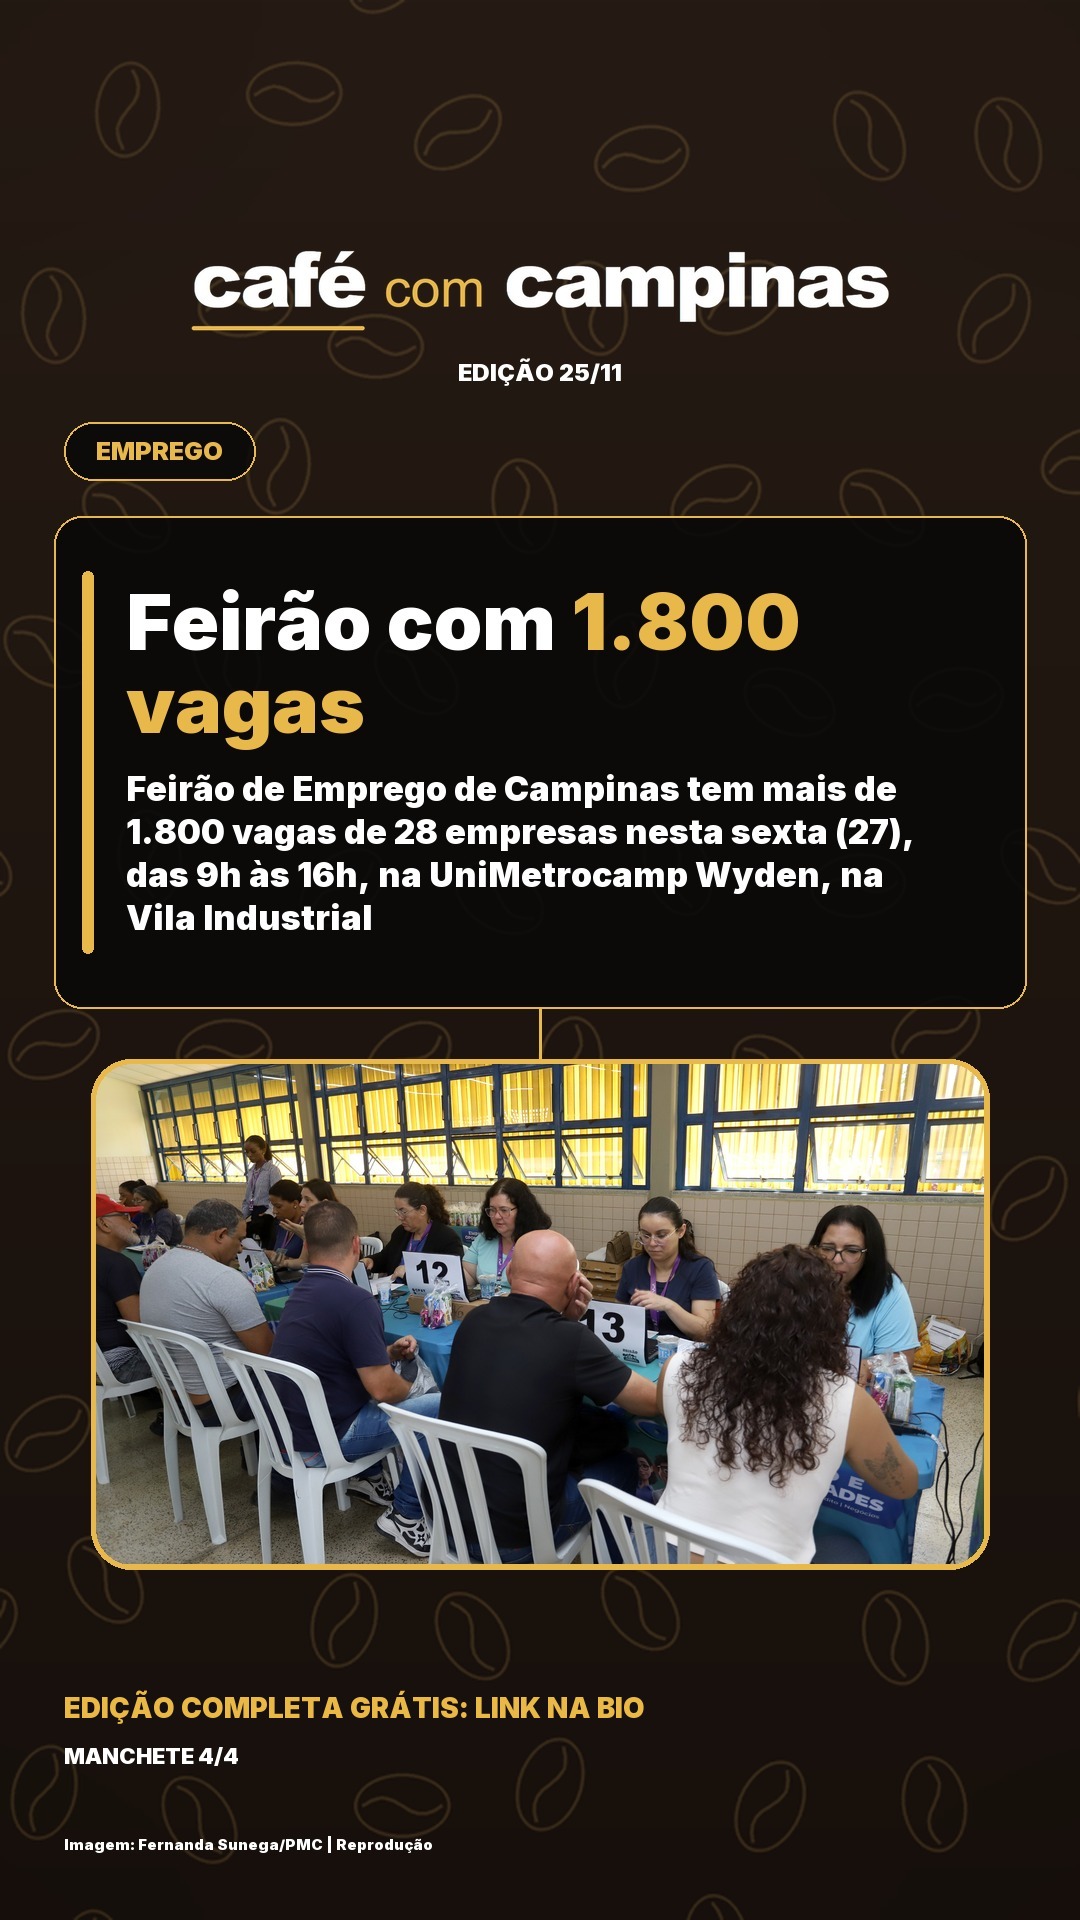 café com campinas
EDIÇÃO 25/11
EMPREGO
Feirão com 1.800
vagas
Feirão de Emprego de Campinas tem mais de
1.800 vagas de 28 empresas nesta sexta (27),
das 9h às 16h, na UniMetrocamp Wyden, na
Vila Industrial
12
13
EDIÇÃO COMPLETA GRÁTIS: LINK NA BIO
MANCHETE 4/4
Imagem: Fernanda Sunega/PMC | Reprodução